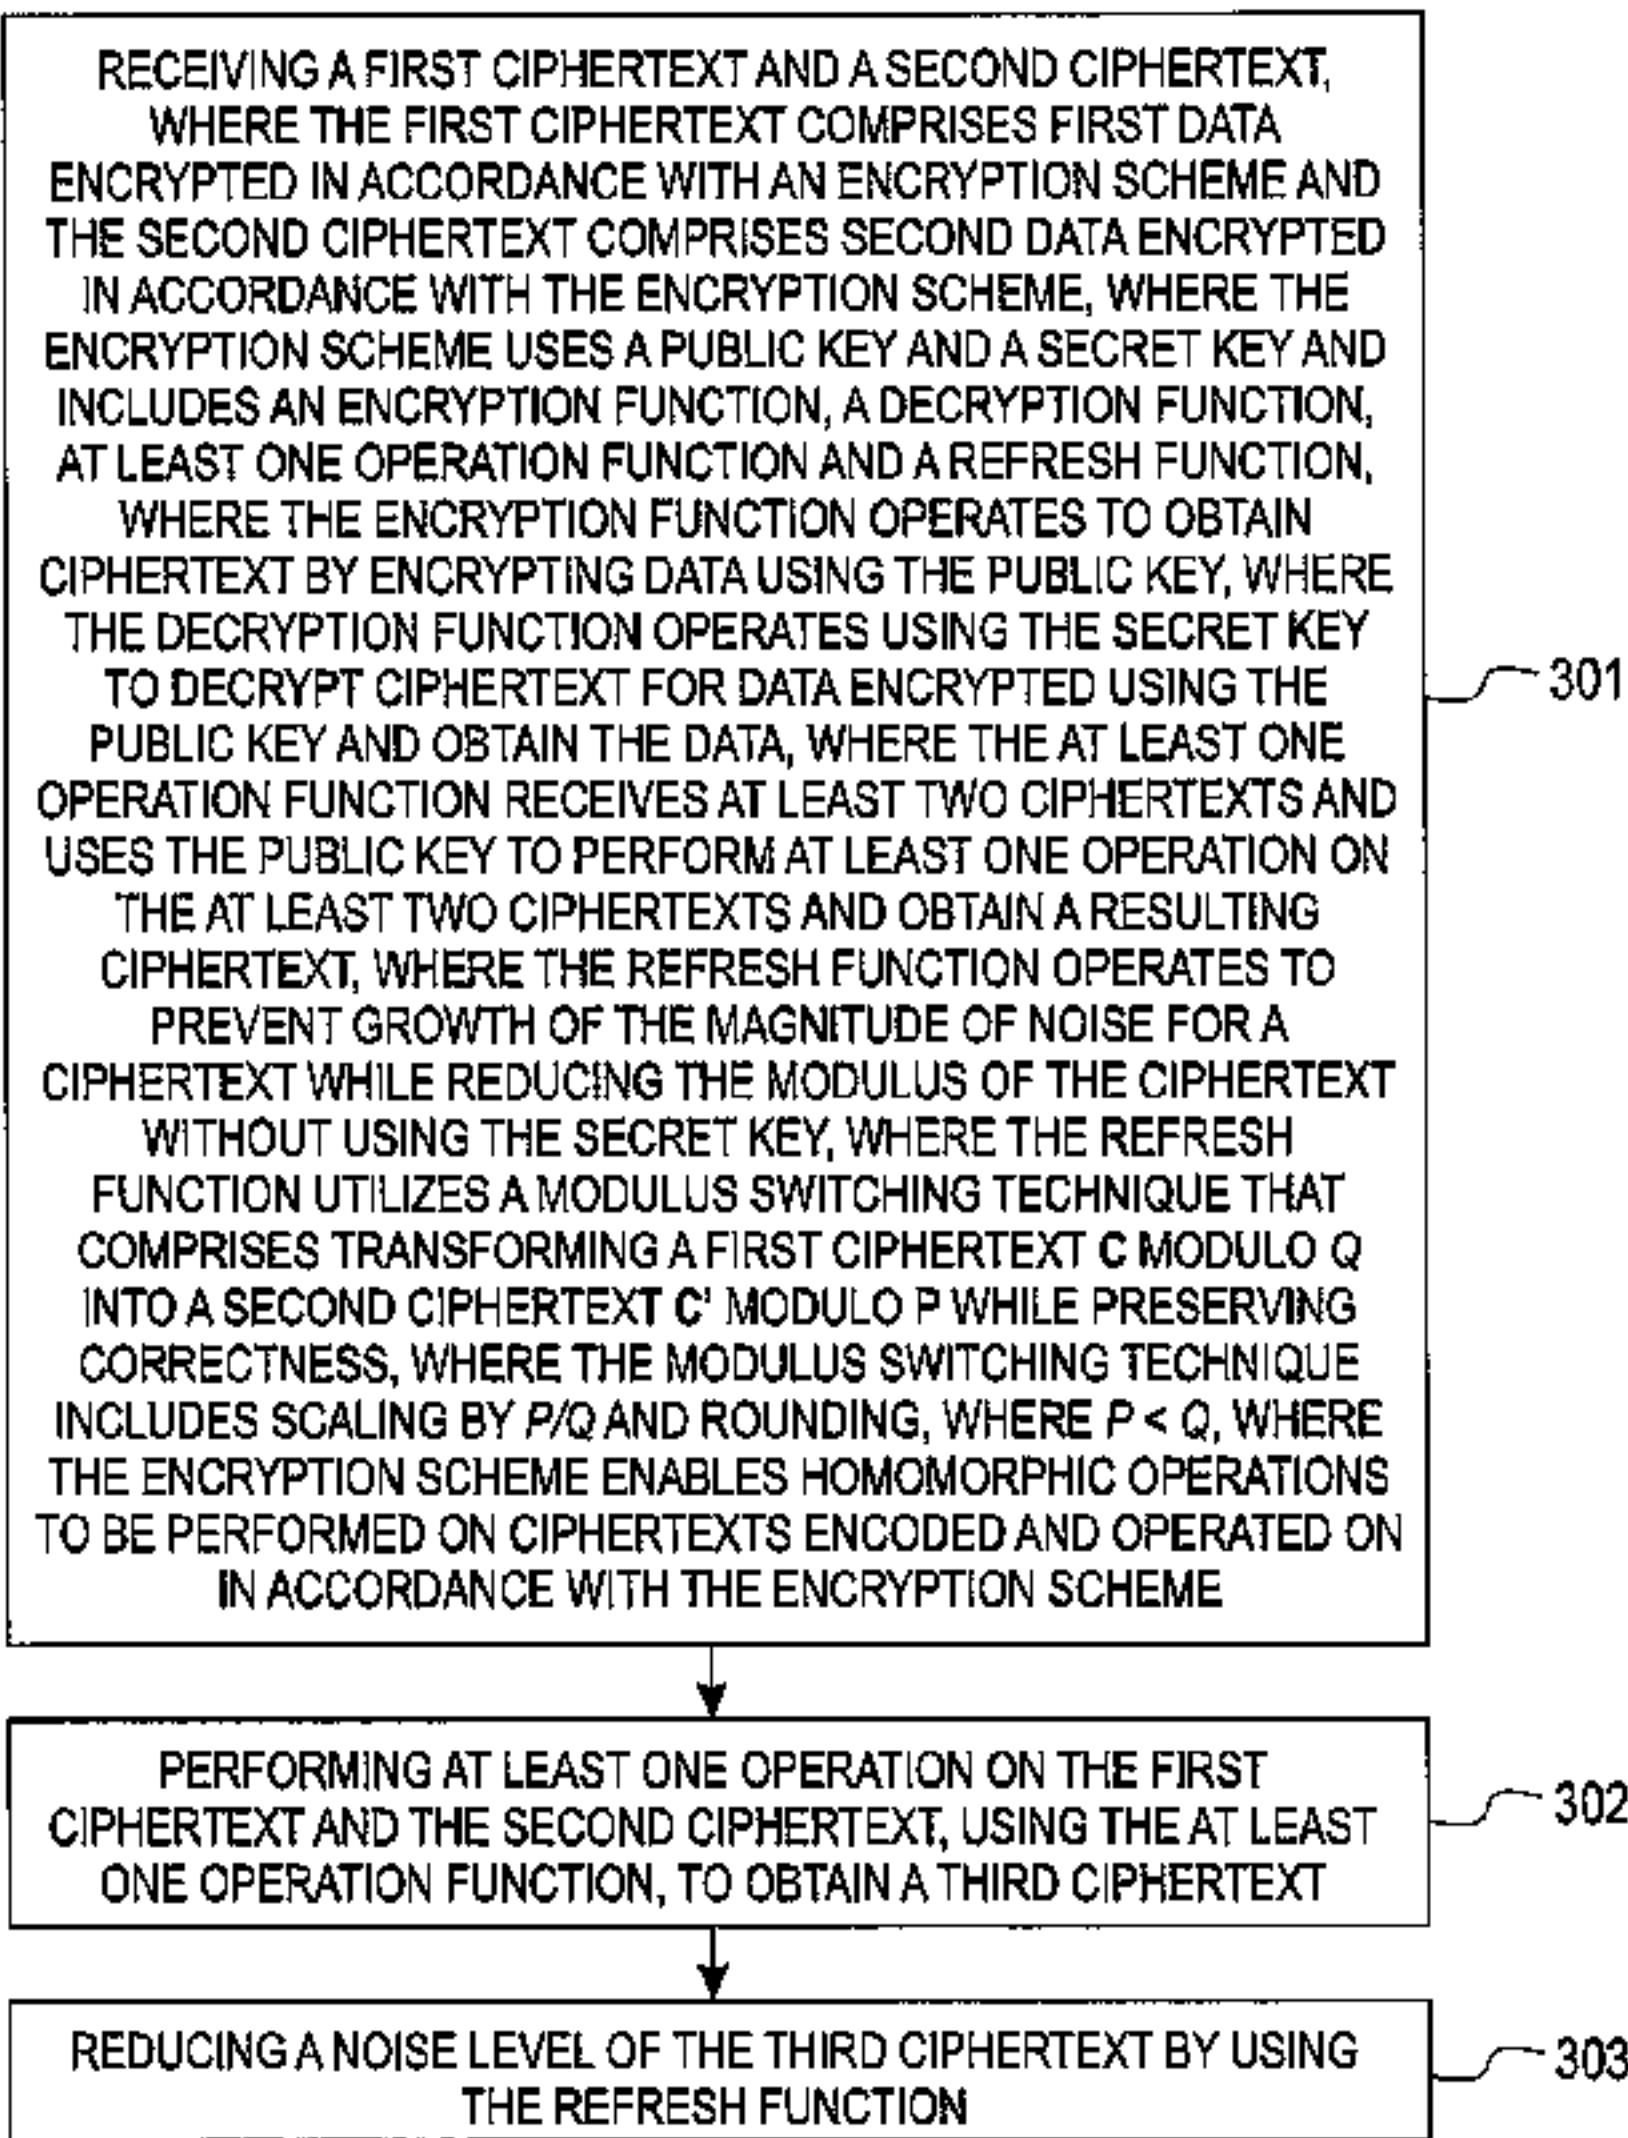 RECEIVING A FIRST CIPHERTEXT AND A SECOND CIPHERTEXT,
WHERE THE FIRST CIPHERTEXT COMPRISES FIRST DATA
ENCRYPTED IN ACCORDANCE WITH AN ENCRYPTION SCHEME AND
THE SECOND CIPHERTEXT COMPRISES SECOND DATA ENCRYPTED
IN ACCORDANCE WITH THE ENCRYPTION SCHEME, WHERE THE
ENCRYPTION SCHEME USES A PUBLIC KEY AND A SECRET KEY AND
INCLUDES AN ENCRYPTION FUNCTION, A DECRYPTION FUNCTION,
AT LEAST ONE OPERATION FUNCTION AND A REFRESH FUNCTION,
WHERE THE ENCRYPTION FUNCTION OPERATES TO OBTAIN
CIPHERTEXT BY ENCRYPTING DATA USING THE PUBLIC KEY, WHERE
THE DECRYPTION FUNCTION OPERATES USING THE SECRET KEY
TO DECRYPT CIPHERTEXT FOR DATA ENCRYPTED USING THE
PUBLIC KEY AND OBTAIN THE DATA, WHERE THE AT LEAST ONE
OPERATION FUNCTION RECEIVES AT LEAST TWO CIPHERTEXTS AND
USES THE PUBLIC KEY TO PERFORM AT LEAST ONE OPERATION ON
THE AT LEAST TWO CIPHERTEXTS AND OBTAIN A RESULTING
CIPHERTEXT, WHERE THE REFRESH FUNCTION OPERATES TO
PREVENT GROWTH OF THE MAGNITUDE OF NOISE FOR A
CIPHERTEXT WHILE REDUCING THE MODULUS OF THE CIPHERTEXT
WITHOUT USING THE SECRET KEY, WHERE THE REFRESH
FUNCTION UTILIZES A MODULUS SWITCHING TECHNIQUE THAT
COMPRISES TRANSFORMING A FIRST CIPHERTEXT C MODULO Q
INTO A SECOND CIPHERTEXT C' MODULO P WHILE PRESERVING
CORRECTNESS, WHERE THE MODULUS SWITCHING TECHNIQUE
INCLUDES SCALING BY P/Q AND ROUNDING, WHERE P < Q, WHERE
THE ENCRYPTION SCHEME ENABLES HOMOMORPHIC OPERATIONS
TO BE PERFORMED ON CIPHERTEXTS ENCODED AND OPERATED ON
IN ACCORDANCE WITH THE ENCRYPTION SCHEME
301
PERFORMING AT LEAST ONE OPERATION ON THE FIRST
CIPHERTEXT AND THE SECOND CIPHERTEXT, USING THE AT LEAST
ONE OPERATION FUNCTION, TO OBTAIN A THIRD CIPHERTEXT
302
REDUCING A NOISE LEVEL OF THE THIRD CIPHERTEXT BY USING
THE REFRESH FUNCTION
303